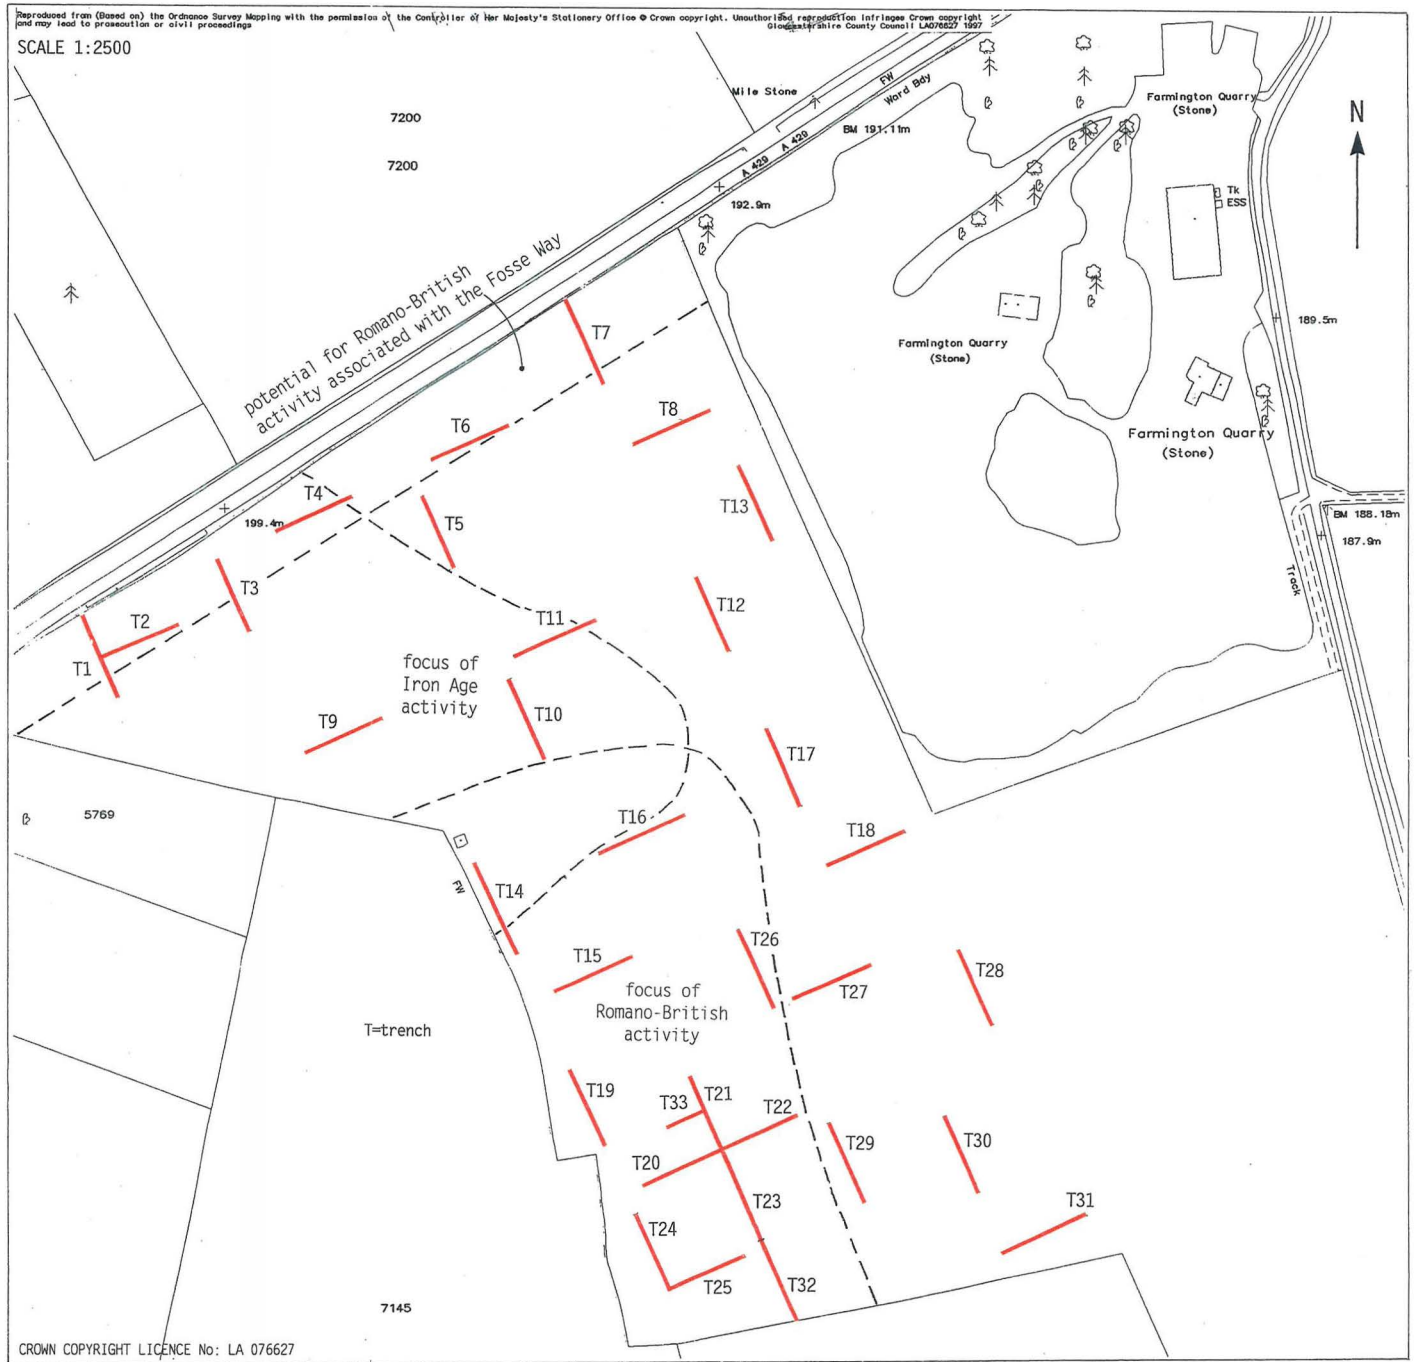 Reproduced from (Based on) the Ordnance Survey Mapping with the permission of the Controller of Her Majesty's Stationery Office © Crown copyright. Unauthorised reproduction infringes Crown copyright
and may lead to prosecution or civil proceedings
Gloucestershire County Council LA076627 1997
SCALE 1:2500
7200
7200
Mile Stone
FW
Ward Bdy
A 429
A 429
BM 191.11m
192.9m
Farmington Quarry
(Stone)
N
Tk
ESS
189.5m
Farmington Quarry
(Stone)
Farmington Quarry
(Stone)
BM 188.18m
187.9m
Track
potential for Romano-British
activity associated with the Fosse Way
T7
T8
T6
T4
199.4m
T5
T13
T3
T2
T1
T11
T12
focus of
Iron Age
activity
T9
T10
T17
5769
T16
T18
FW
T14
T15
T26
T27
T28
focus of
Romano-British
activity
T=trench
T19
T33
T21
T22
T20
T29
T30
T23
T24
T31
T25
T32
7145
CROWN COPYRIGHT LICENCE No: LA 076627